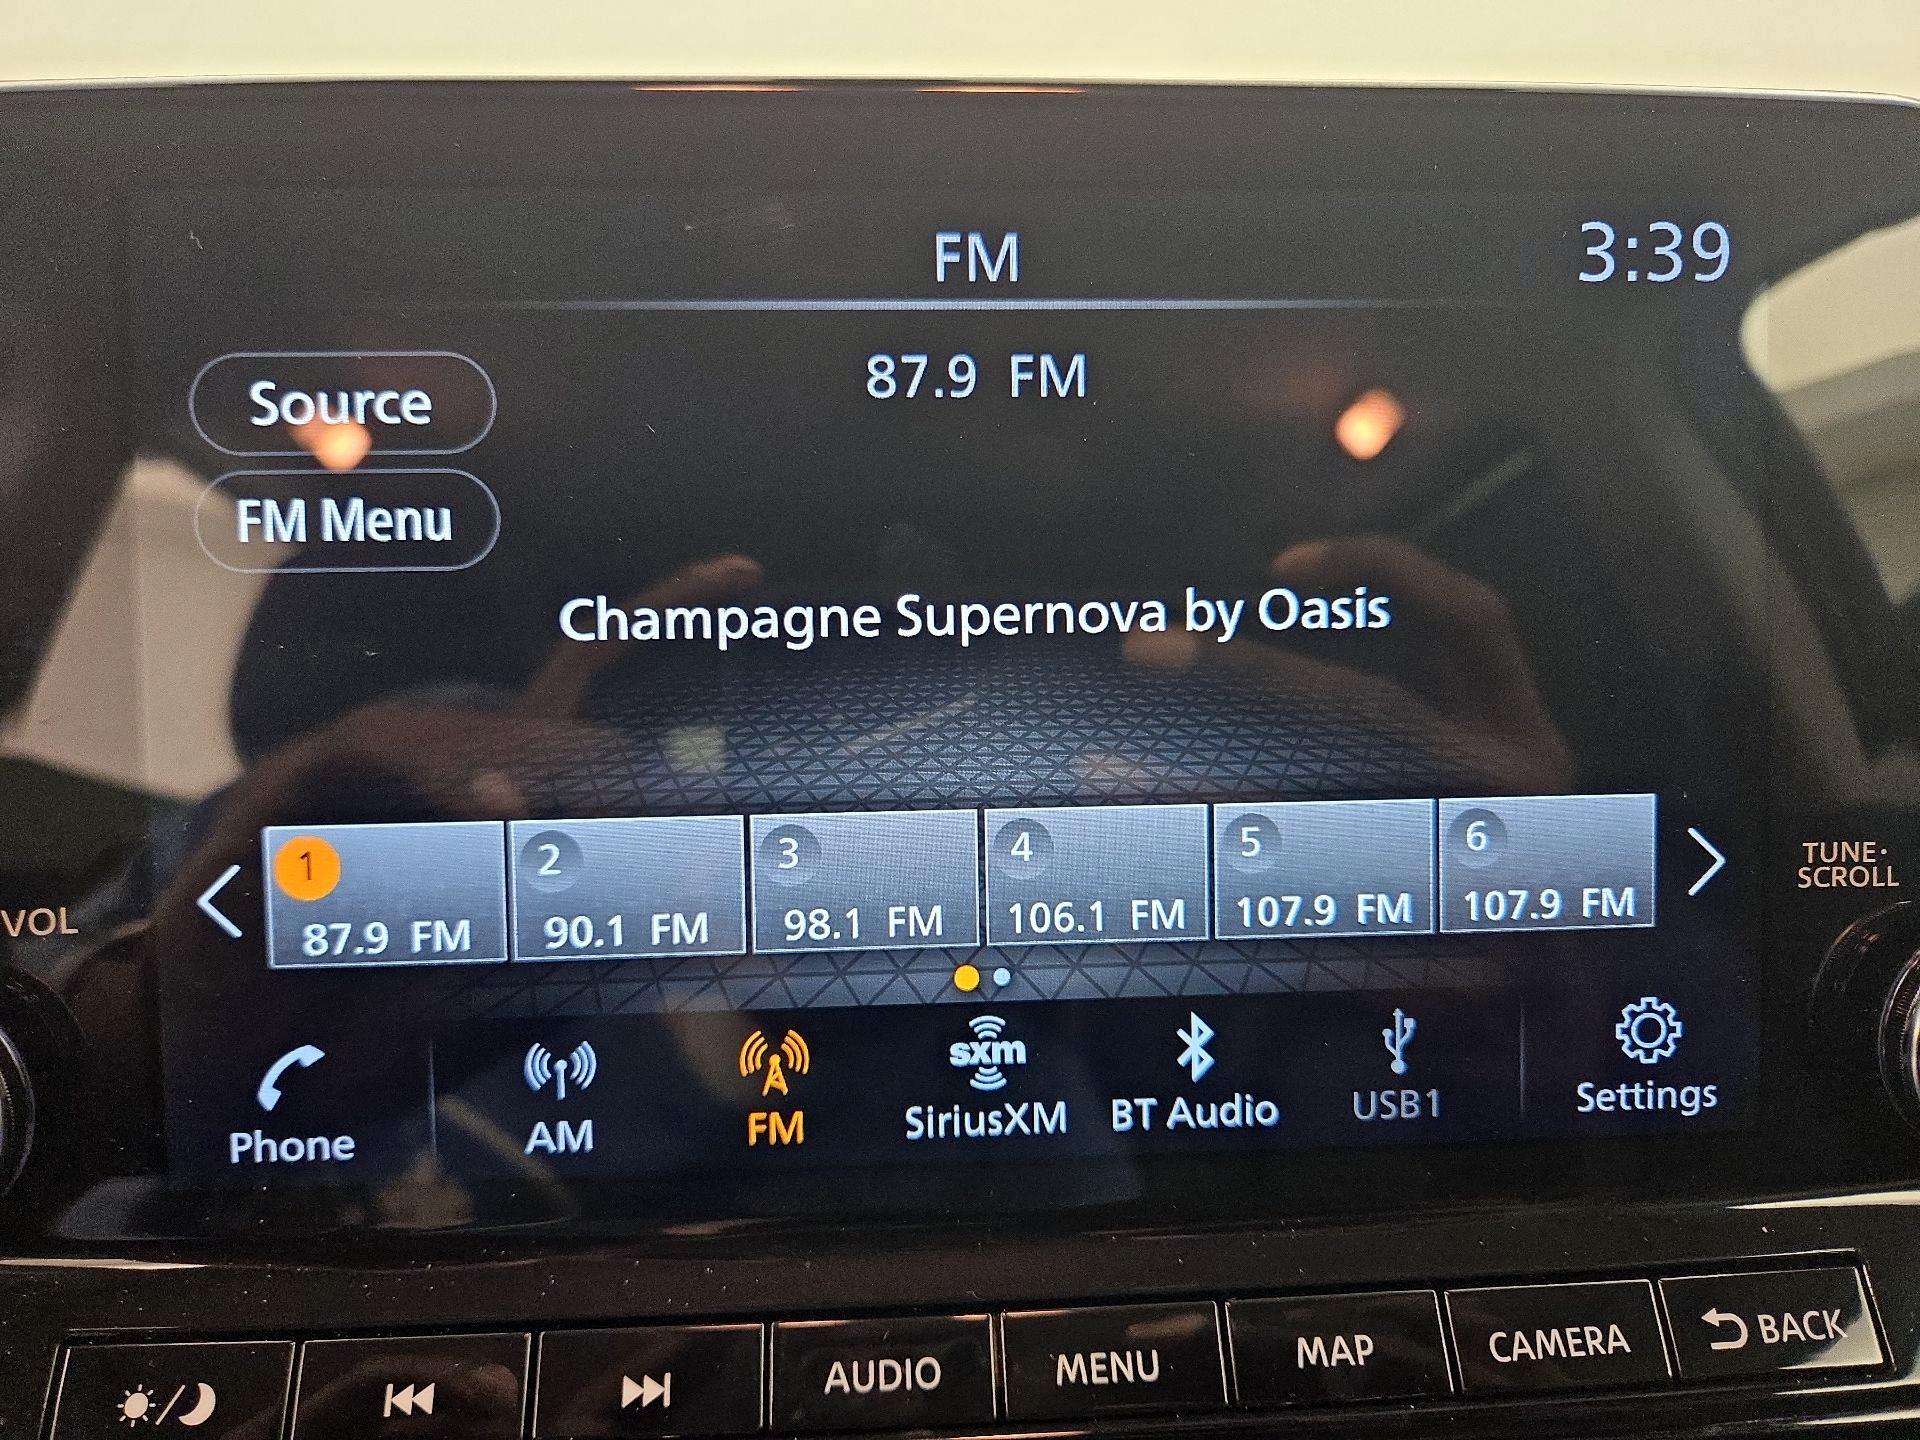 FM
3:39
87.9 FM
Source
FM Menu
Champagne Supernova by Oasis
1
2
3
4
5
6
87.9 FM
90.1 FM
98.1 FM
106.1 FM
107.9 FM
107.9 FM
VOL
TUNE·
SCROLL
sxm
Phone
AM
FM
SiriusXM
BT Audio
USB1
Settings
AUDIO
MENU
MAP
CAMERA
BACK